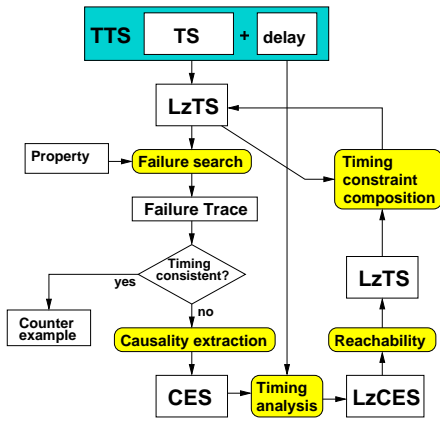 TTS TS + delay
LzTS
Property
Failure search
Timing
constraint
composition
Failure Trace
Timing
consistent?
yes
no
LzTS
Counter
example
Causality extraction
Reachability
CES
Timing
analysis
LzCES